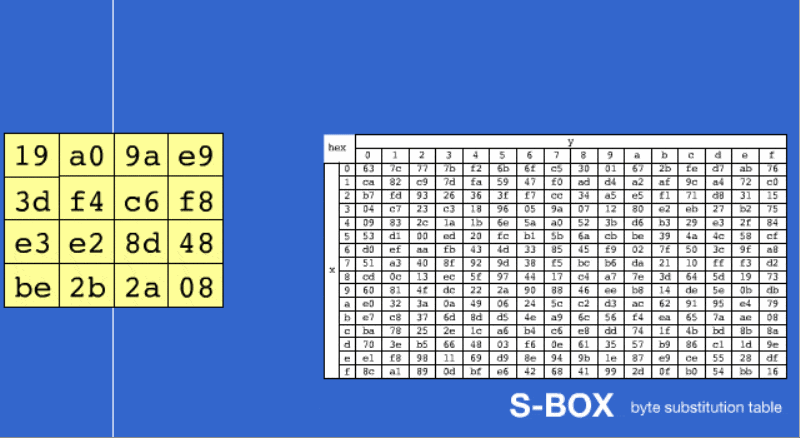 19 a0 9a e9
3d f4 c6 f8
e3 e2 8d 48
be 2b 2a 08
hex y
0 1 2 3 4 5 6 7 8 9 a b c d e f
x
0 63 7c 77 7b f2 6b 6f c5 30 01 67 2b fe d7 ab 76
1 ca 82 c9 7d fa 59 47 f0 ad d4 a2 af 9c a4 72 c0
2 b7 fd 93 26 36 3f f7 cc 34 a5 e5 f1 71 d8 31 15
3 04 c7 23 c3 18 96 05 9a 07 12 80 e2 eb 27 b2 75
4 09 83 2c 1a 1b 6e 5a a0 52 3b d6 b3 29 e3 2f 84
5 53 d1 00 ed 20 fc b1 5b 6a cb be 39 4a 4c 58 cf
6 d0 ef aa fb 43 4d 33 85 45 f9 02 7f 50 3c 9f a8
7 51 a3 40 8f 92 9d 38 f5 bc b6 da 21 10 ff f3 d2
8 cd 0c 13 ec 5f 97 44 17 c4 a7 7e 3d 64 5d 19 73
9 60 81 4f dc 22 2a 90 88 46 ee b8 14 de 5e 0b db
a e0 32 3a 0a 49 06 24 5c c2 d3 ac 62 91 95 e4 79
b e7 c8 37 6d 8d d5 4e a9 6c 56 f4 ea 65 7a ae 08
c ba 78 25 2e 1c a6 b4 c6 e8 dd 74 1f 4b bd 8b 8a
d 70 3e b5 66 48 03 f6 0e 61 35 57 b9 86 c1 1d 9e
e e1 f8 98 11 69 d9 8e 94 9b 1e 87 e9 ce 55 28 df
f 8c a1 89 0d bf e6 42 68 41 99 2d 0f b0 54 bb 16
S-BOX byte substitution table